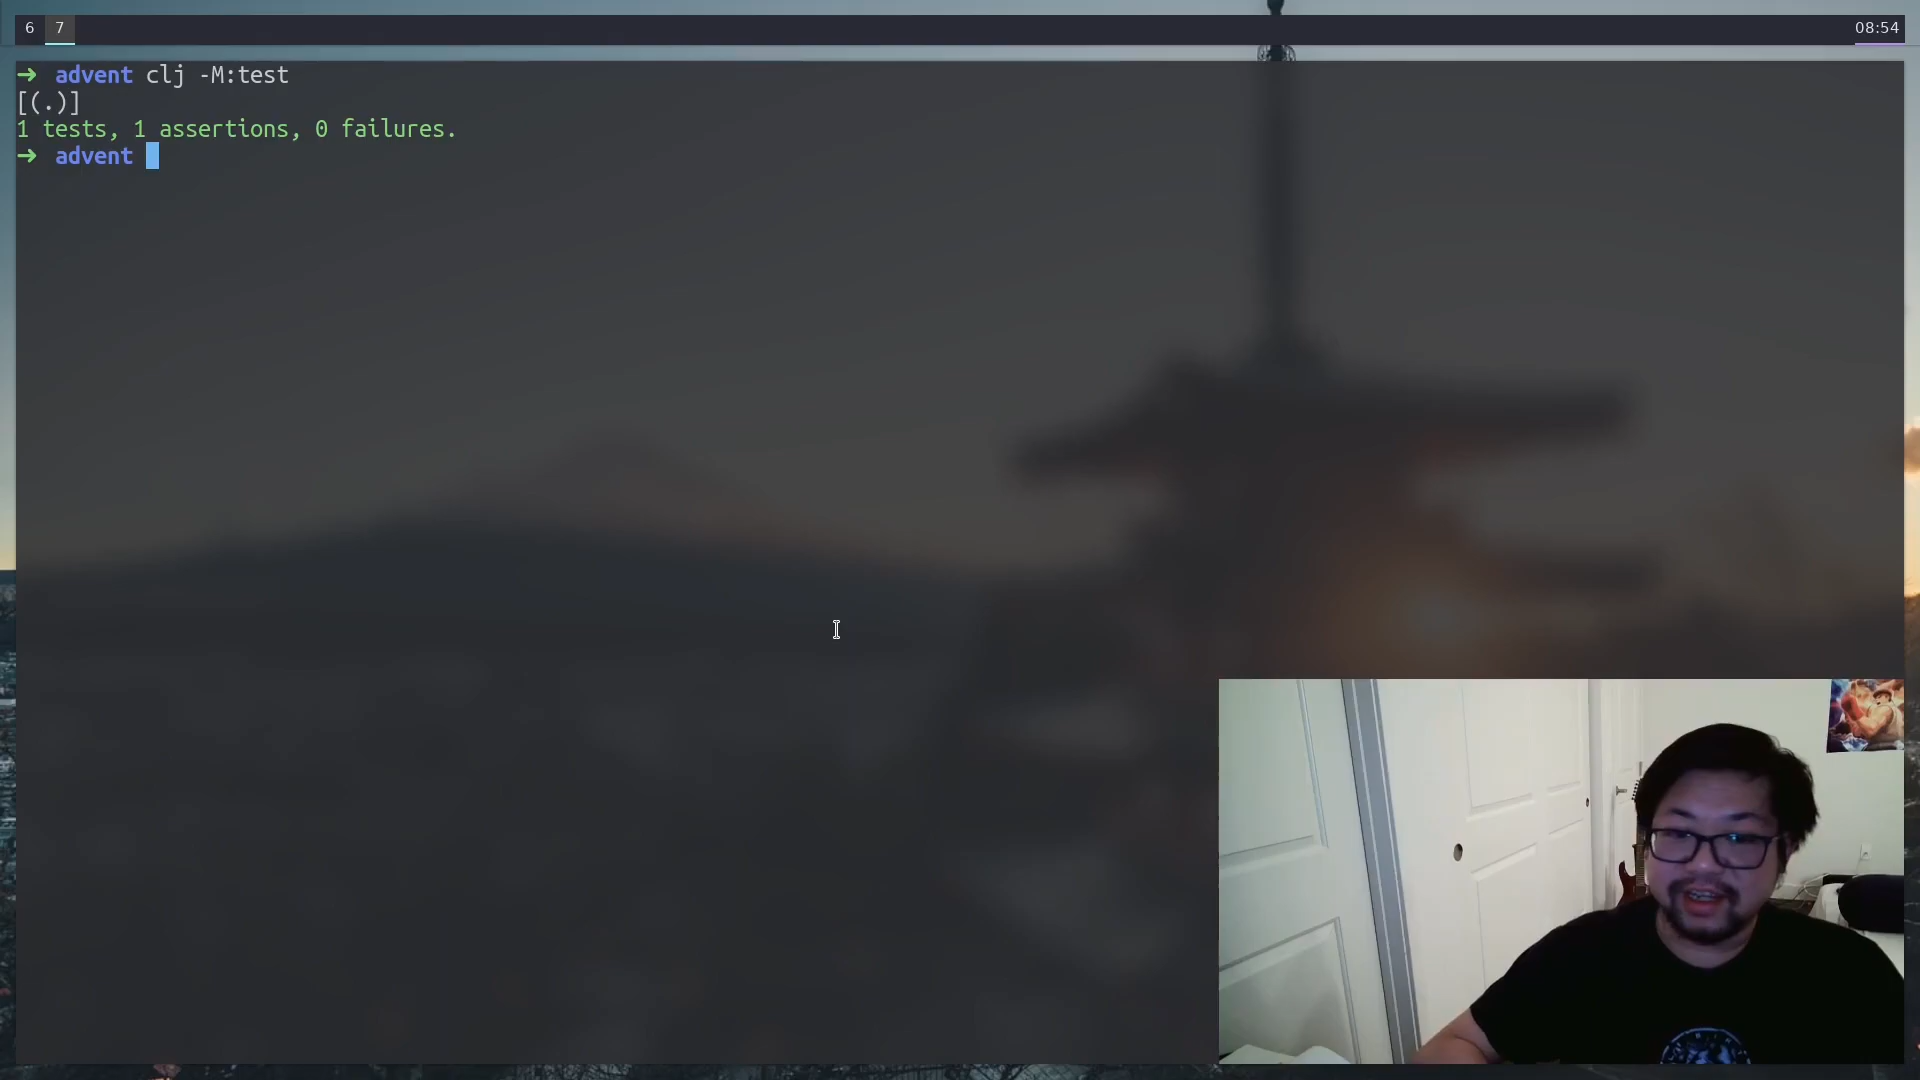 6 7 08:54
➜ advent clj -M:test
[(.)]
1 tests, 1 assertions, 0 failures.
➜ advent